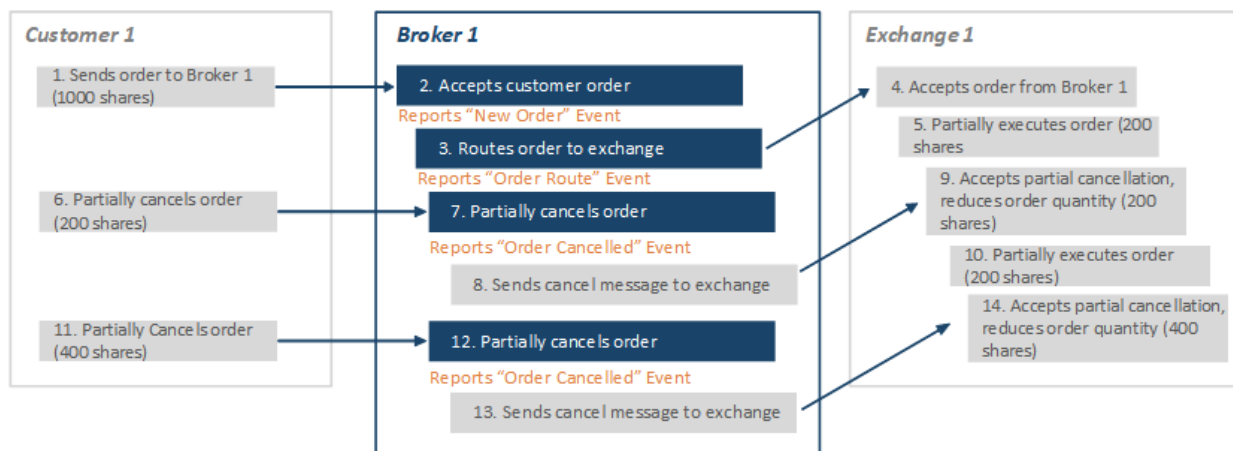 Customer 1
1. Sends order to Broker 1
(1000 shares)
6. Partially cancels order
(200 shares)
11. Partially Cancels order
(400 shares)
Broker 1
2. Accepts customer order
Reports “New Order” Event
3. Routes order to exchange
Reports “Order Route” Event
7. Partially cancels order
Reports “Order Cancelled” Event
8. Sends cancel message to exchange
12. Partially cancels order
Reports “Order Cancelled” Event
13. Sends cancel message to exchange
Exchange 1
4. Accepts order from Broker 1
5. Partially executes order (200
shares
9. Accepts partial cancellation,
reduces order quantity (200
shares)
10. Partially executes order
(200 shares)
14. Accepts partial cancellation,
reduces order quantity (400
shares)